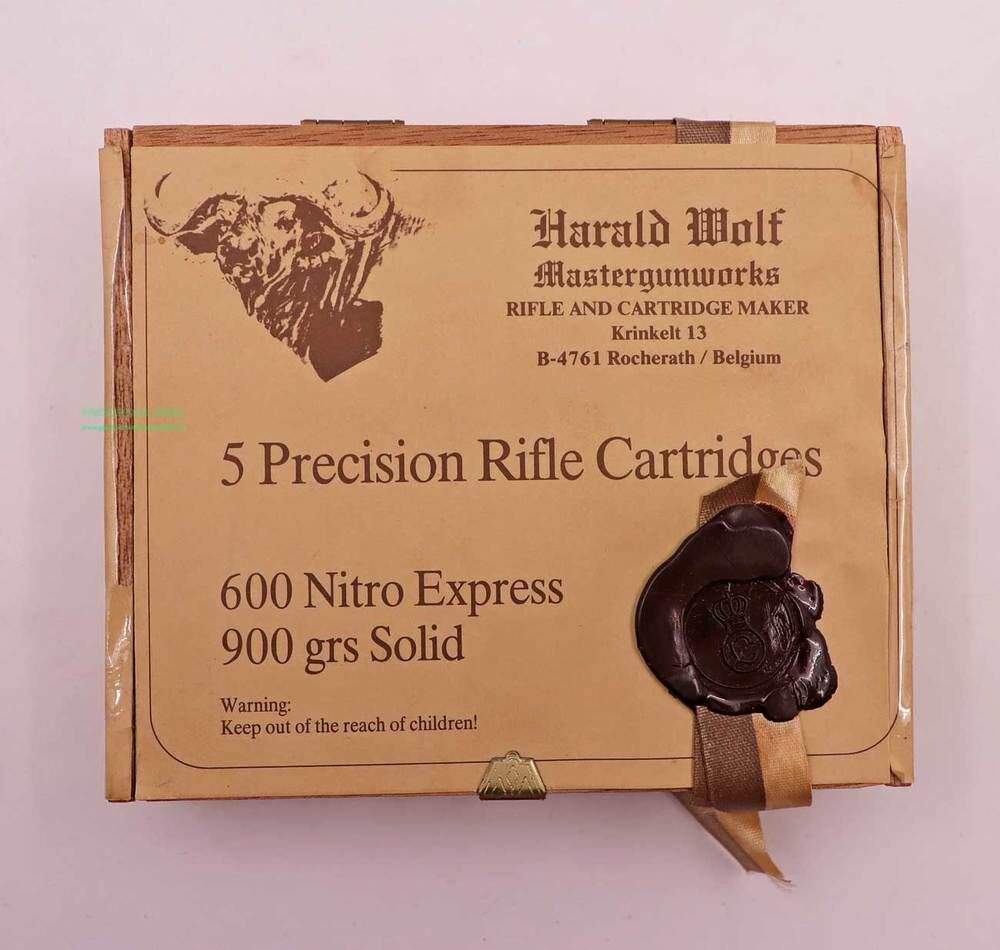 Harald Wolf
Mastergunworks
RIFLE AND CARTRIDGE MAKER
Krinkelt 13
B-4761 Rocherath / Belgium
5 Precision Rifle Cartridges
600 Nitro Express
900 grs Solid
Warning:
Keep out of the reach of children!